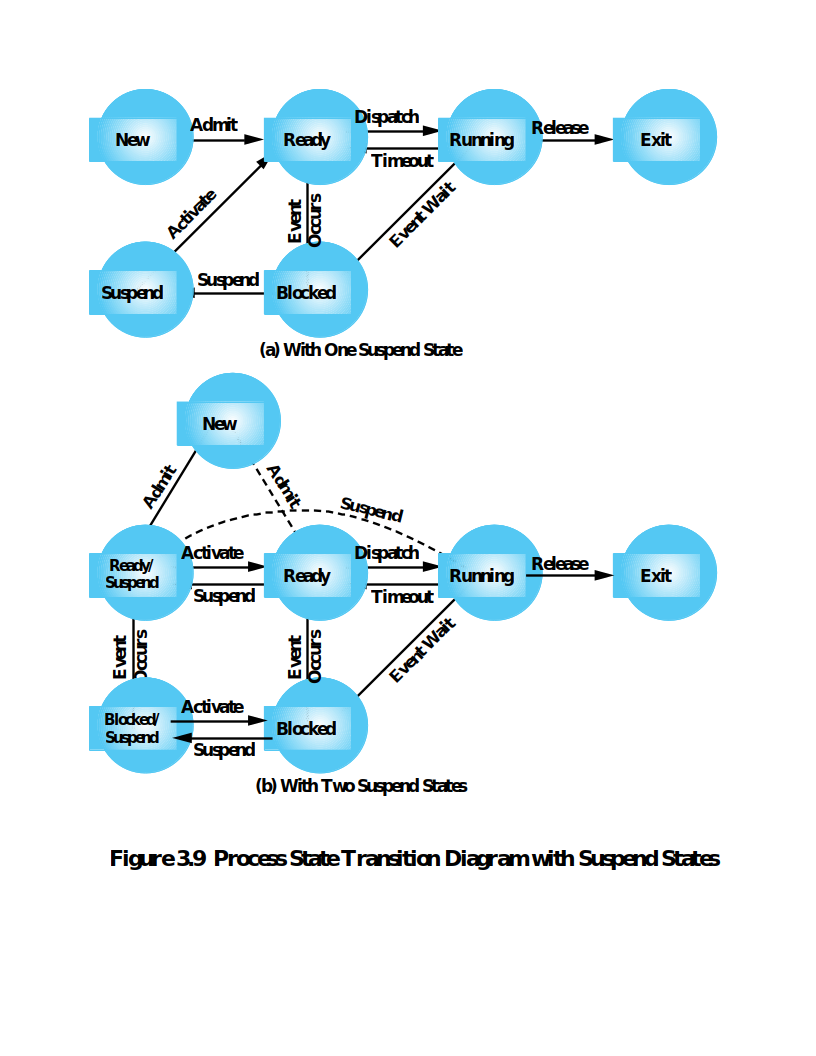 Admit
Dispatch
New
Ready
Timeout
Running
Release
Exit
Activate
Event
Occurs
Event Wait
Suspend
Suspend
Blocked
(a) With One Suspend State
New
Admit
Admit
Suspend
Ready/
Suspend
Activate
Suspend
Ready
Dispatch
Timeout
Running
Release
Exit
Event
Occurs
Event
Occurs
Event Wait
Blocked/
Suspend
Activate
Suspend
Blocked
(b) With Two Suspend States
Figure 3.9 Process State Transition Diagram with Suspend States